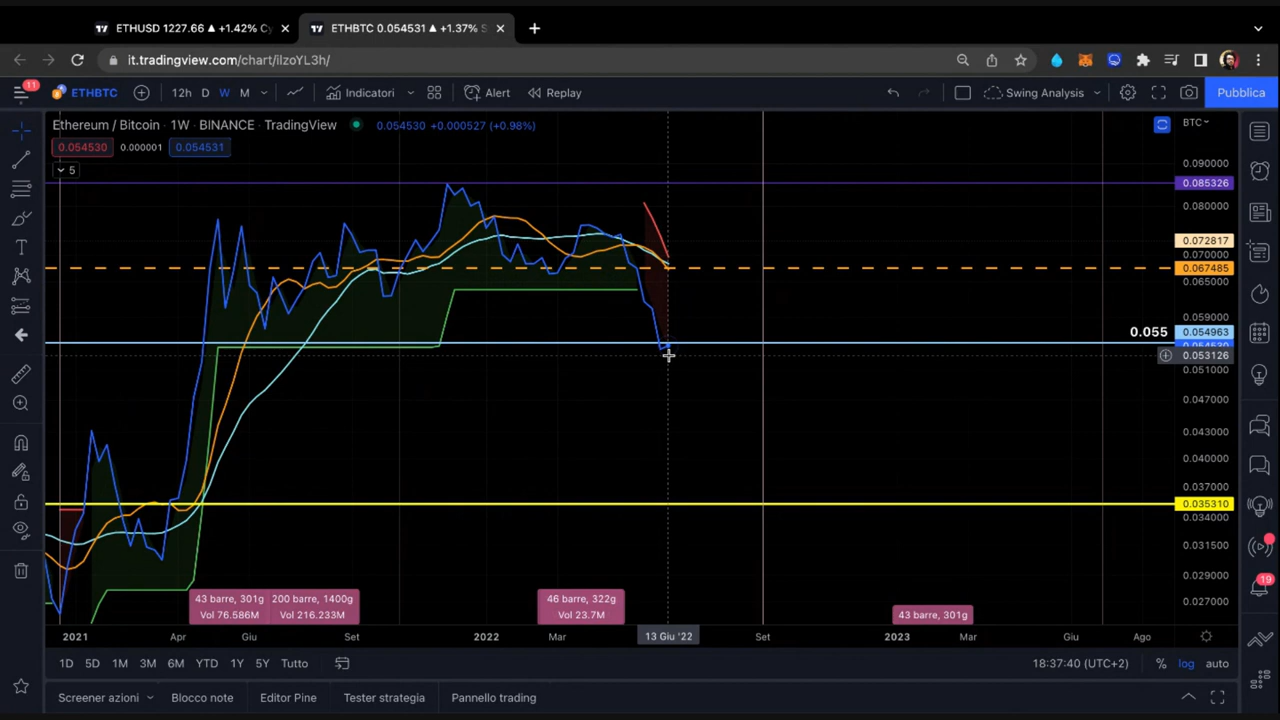 ETHUSD 1227.66 ▲ +1.42% Cy
ETHBTC 0.054531 ▲ +1.37% S
it.tradingview.com/chart/iIzoYL3h/
11
ETHBTC 12h D W M Indicatori Alert Replay Swing Analysis Pubblica
Ethereum / Bitcoin · 1W · BINANCE · TradingView 0.054530 +0.000527 (+0.98%)
BTC
0.054530 0.000001 0.054531
5
0.090000
0.085326
0.080000
0.072817
0.070000
0.067485
0.065000
0.059000
0.055 0.054963
0.054530
0.053126
0.051000
0.047000
0.043000
0.040000
0.037000
0.035310
0.034000
0.031500
0.029000
0.027000
19
43 barre, 301g
Vol 76.586M
200 barre, 1400g
Vol 216.233M
46 barre, 322g
Vol 23.7M
43 barre, 301g
2021 Apr Giu Set 2022 Mar 13 Giu '22 Set 2023 Mar Giu Ago
1D 5D 1M 3M 6M YTD 1Y 5Y Tutto 18:37:40 (UTC+2) % log auto
Screener azioni Blocco note Editor Pine Tester strategia Pannello trading